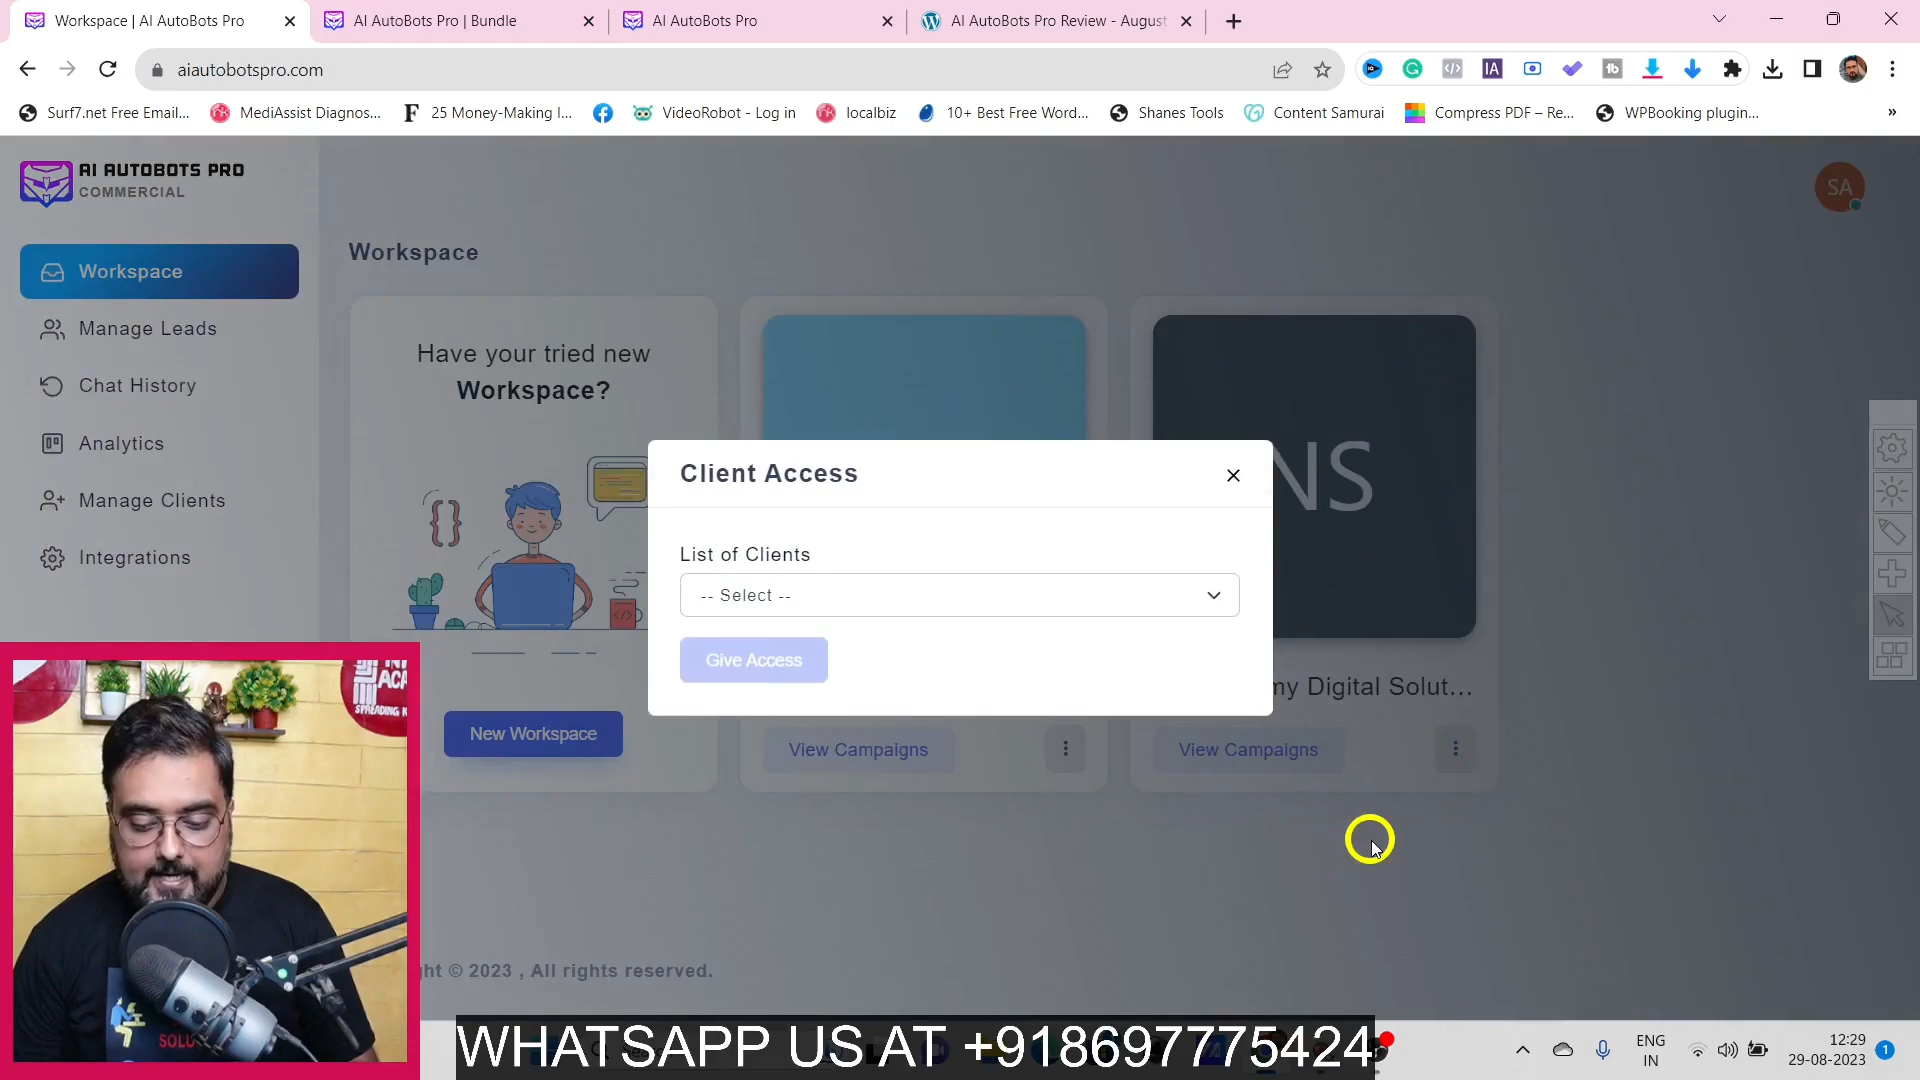 Workspace | AI AutoBots Pro
AI AutoBots Pro | Bundle
AI AutoBots Pro
AI AutoBots Pro Review - August
aiautobotspro.com
IA
Surf7.net Free Email...
MediAssist Diagnos...
25 Money-Making I...
VideoRobot - Log in
localbiz
10+ Best Free Word...
Shanes Tools
Content Samurai
Compress PDF – Re...
WPBooking plugin...
»
AI AUTOBOTS PRO
COMMERCIAL
SA
Workspace
Manage Leads
Chat History
Analytics
Manage Clients
Integrations
Workspace
Have your tried new
Workspace?
New Workspace
NS
my Digital Solut...
View Campaigns
View Campaigns
Client Access
List of Clients
-- Select --
Give Access
ght © 2023 , All rights reserved.
SPREADING
WHATSAPP US AT +918697775424
ENG
IN
12:29
29-08-2023
1